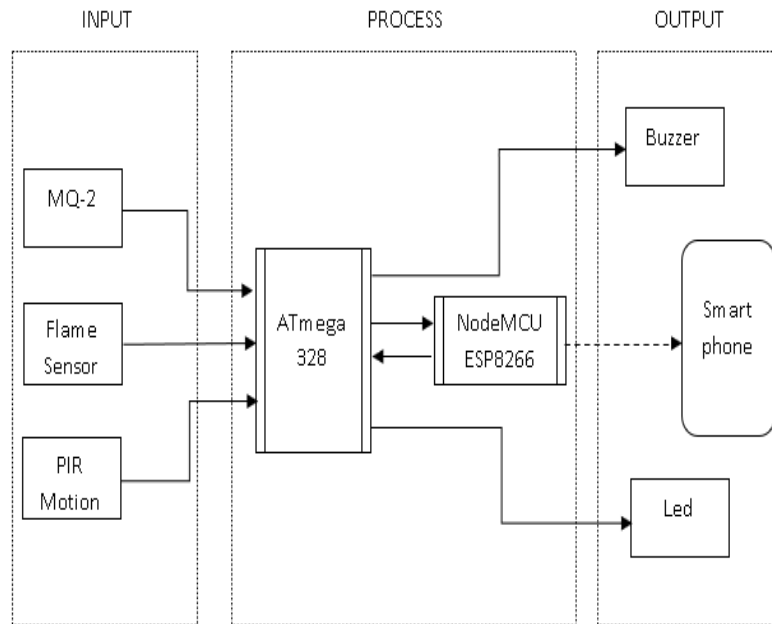 INPUT
PROCESS
OUTPUT
MQ-2
Flame
Sensor
PIR
Motion
ATmega
328
NodeMCU
ESP8266
Buzzer
Smart
phone
Led